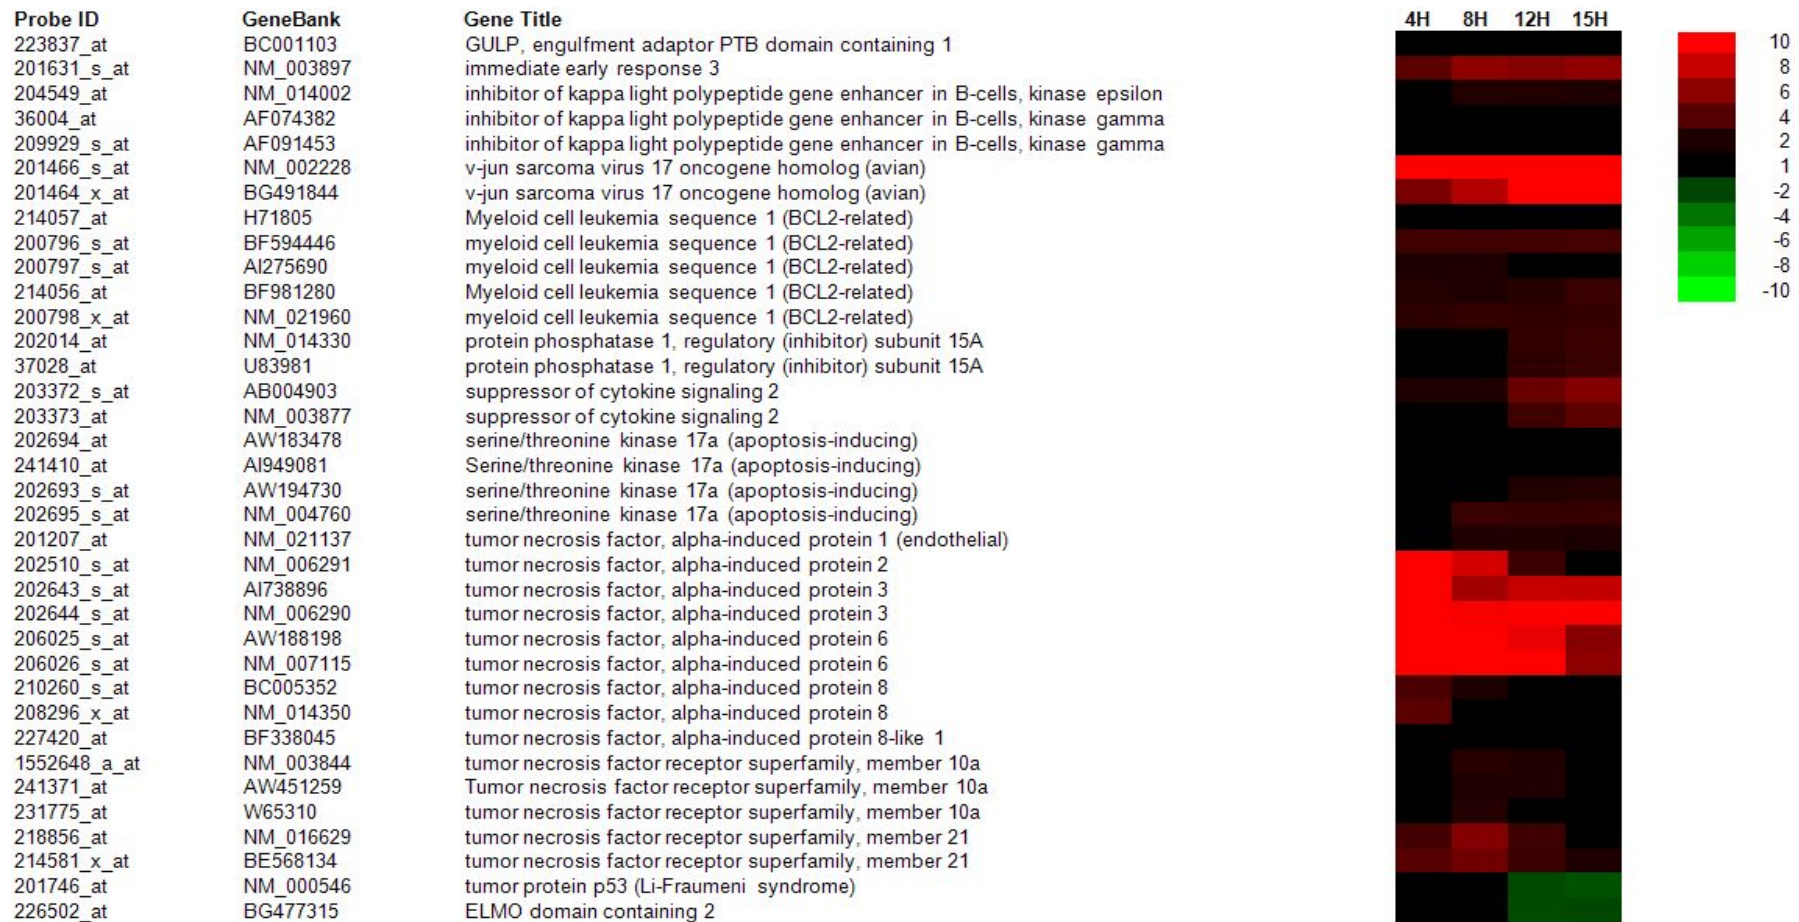 Probe ID GeneBank Gene Title 4H 8H 12H 15H
223837_at BC001103 GULP, engulfment adaptor PTB domain containing 1
201631_s_at NM_003897 immediate early response 3
204549_at NM_014002 inhibitor of kappa light polypeptide gene enhancer in B-cells, kinase epsilon
36004_at AF074382 inhibitor of kappa light polypeptide gene enhancer in B-cells, kinase gamma
209929_s_at AF091453 inhibitor of kappa light polypeptide gene enhancer in B-cells, kinase gamma
201466_s_at NM_002228 v-jun sarcoma virus 17 oncogene homolog (avian)
201464_x_at BG491844 v-jun sarcoma virus 17 oncogene homolog (avian)
214057_at H71805 Myeloid cell leukemia sequence 1 (BCL2-related)
200796_s_at BF594446 myeloid cell leukemia sequence 1 (BCL2-related)
200797_s_at AI275690 myeloid cell leukemia sequence 1 (BCL2-related)
214056_at BF981280 Myeloid cell leukemia sequence 1 (BCL2-related)
200798_x_at NM_021960 myeloid cell leukemia sequence 1 (BCL2-related)
202014_at NM_014330 protein phosphatase 1, regulatory (inhibitor) subunit 15A
37028_at U83981 protein phosphatase 1, regulatory (inhibitor) subunit 15A
203372_s_at AB004903 suppressor of cytokine signaling 2
203373_at NM_003877 suppressor of cytokine signaling 2
202694_at AW183478 serine/threonine kinase 17a (apoptosis-inducing)
241410_at AI949081 Serine/threonine kinase 17a (apoptosis-inducing)
202693_s_at AW194730 serine/threonine kinase 17a (apoptosis-inducing)
202695_s_at NM_004760 serine/threonine kinase 17a (apoptosis-inducing)
201207_at NM_021137 tumor necrosis factor, alpha-induced protein 1 (endothelial)
202510_s_at NM_006291 tumor necrosis factor, alpha-induced protein 2
202643_s_at AI738896 tumor necrosis factor, alpha-induced protein 3
202644_s_at NM_006290 tumor necrosis factor, alpha-induced protein 3
206025_s_at AW188198 tumor necrosis factor, alpha-induced protein 6
206026_s_at NM_007115 tumor necrosis factor, alpha-induced protein 6
210260_s_at BC005352 tumor necrosis factor, alpha-induced protein 8
208296_x_at NM_014350 tumor necrosis factor, alpha-induced protein 8
227420_at BF338045 tumor necrosis factor, alpha-induced protein 8-like 1
1552648_a_at NM_003844 tumor necrosis factor receptor superfamily, member 10a
241371_at AW451259 Tumor necrosis factor receptor superfamily, member 10a
231775_at W65310 tumor necrosis factor receptor superfamily, member 10a
218856_at NM_016629 tumor necrosis factor receptor superfamily, member 21
214581_x_at BE568134 tumor necrosis factor receptor superfamily, member 21
201746_at NM_000546 tumor protein p53 (Li-Fraumeni syndrome)
226502_at BG477315 ELMO domain containing 2
10
8
6
4
2
1
-2
-4
-6
-8
-10